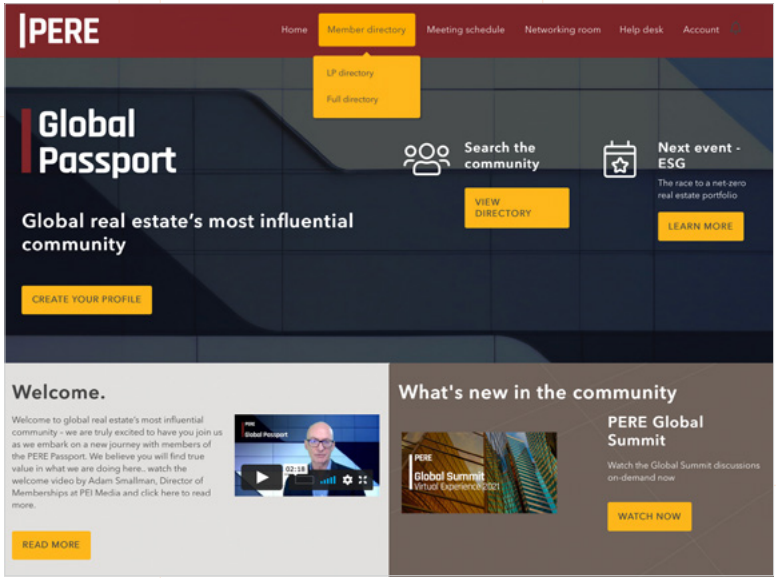 PERE
Home Member directory Meeting schedule Networking room Help desk Account
LP directory
Full directory
Global
Passport
Global real estate's most influential
community
CREATE YOUR PROFILE
Search the
community
VIEW
DIRECTORY
Next event -
ESG
The race to a net-zero
real estate portfolio
LEARN MORE
Welcome.
Welcome to global real estate's most influential
community – we are truly excited to have you join us
as we embark on a new journey with members of
the PERE Passport. We believe you will find true
value in what we are doing here.. watch the
welcome video by Adam Smallman, Director of
Memberships at PEI Media and click here to read
more.
READ MORE
PERE
Global Passport
02:18
What's new in the community
PERE
Global Summit
Virtual Experience 2021
PERE Global
Summit
Watch the Global Summit discussions
on-demand now
WATCH NOW